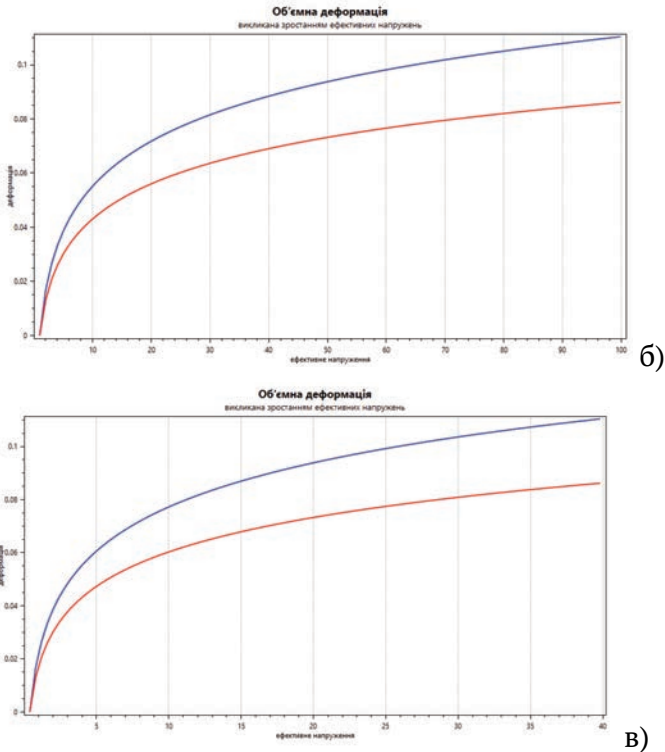 Об'ємна деформація
викликана зростанням ефективних напружень
0.1
0.08
0.06
0.04
0.02
0
деформація
10 20 30 40 50 60 70 80 90 100
ефективне напруження
б)
Об'ємна деформація
викликана зростанням ефективних напружень
0.1
0.08
0.06
0.04
0.02
0
деформація
5 10 15 20 25 30 35 40
ефективне напруження
в)